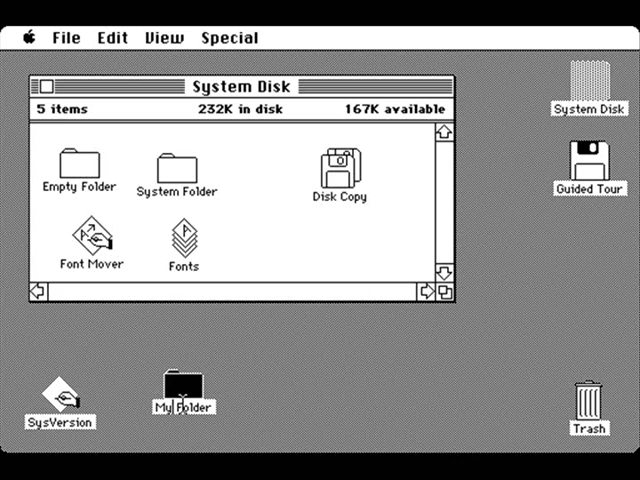 File Edit View Special
System Disk
5 items 232K in disk 167K available
Empty Folder
System Folder
Disk Copy
Font Mover
Fonts
System Disk
Guided Tour
SysVersion
My Folder
Trash